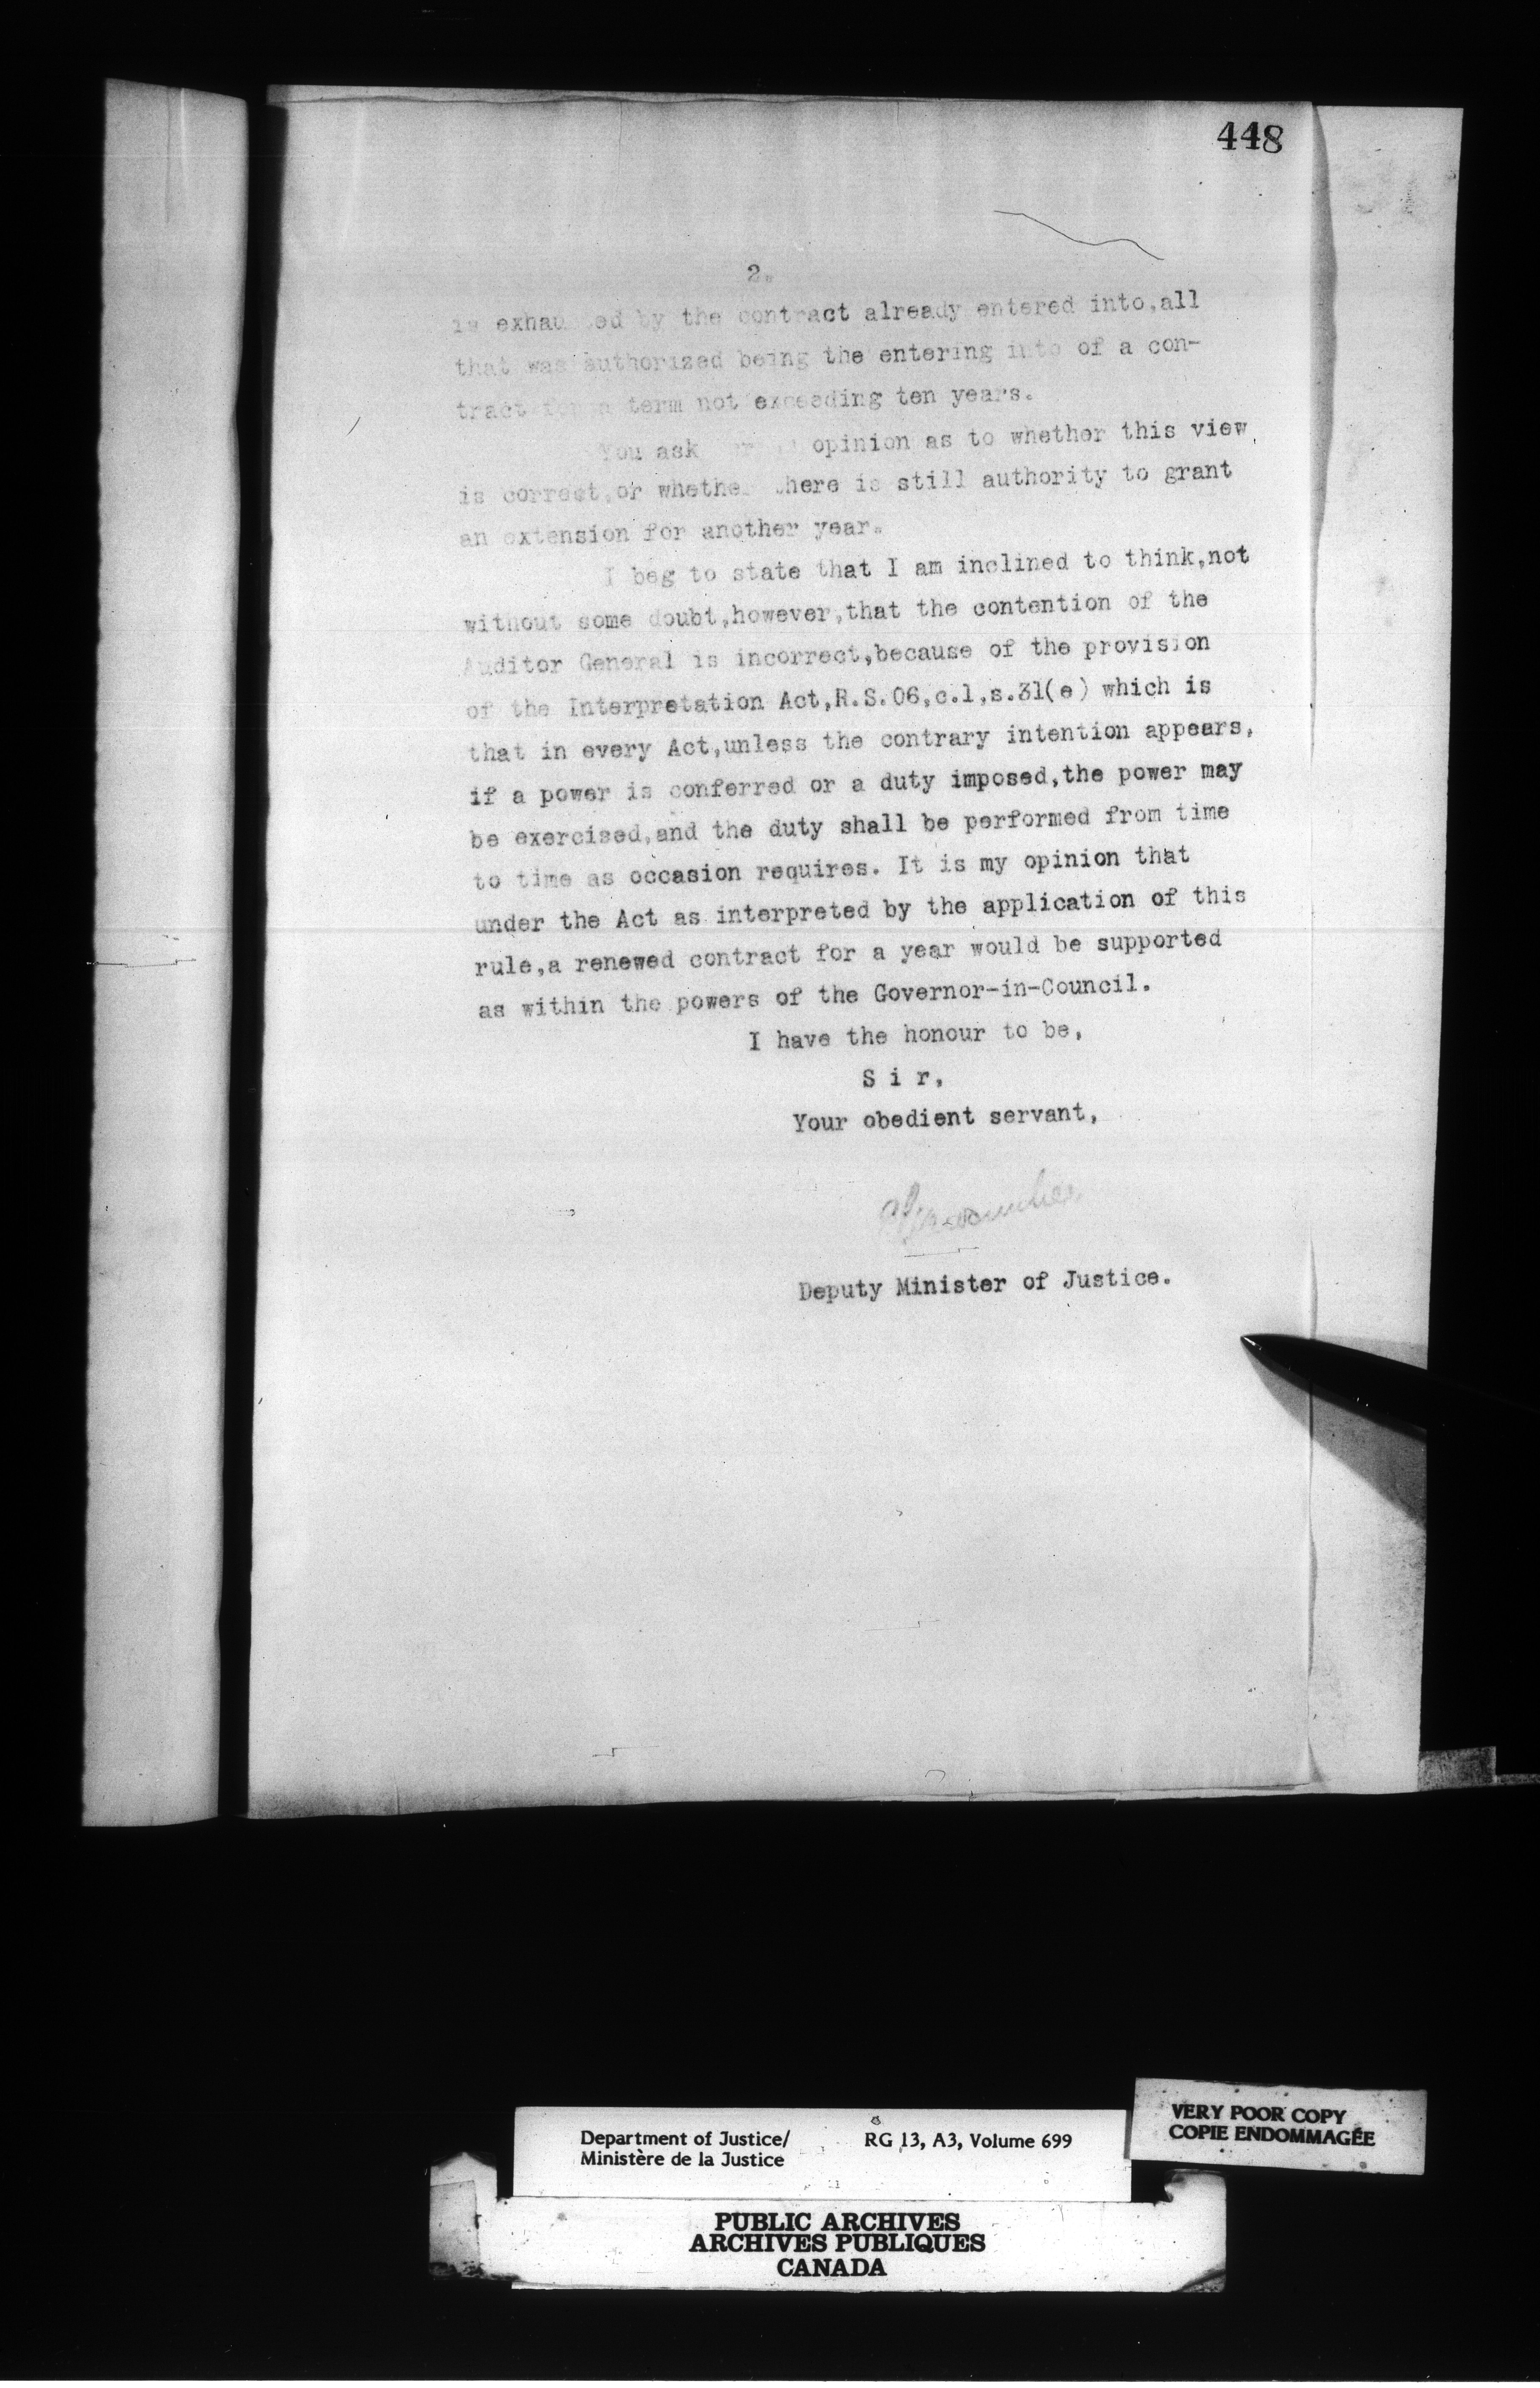 448
2.
is exhausted by the contract already entered into,all
that was authorized being the entering into of a con-
tract for a term not exceeding ten years.
You ask opinion as to whether this view
is correct,or whether there is still authority to grant
an extension for another year.
I beg to state that I am inclined to think,not
without some doubt,however,that the contention of the
Auditor General is incorrect,because of the provision
of the Interpretation Act,R.S.06,c.1,s.31(e) which is
that in every Act,unless the contrary intention appears,
if a power is conferred or a duty imposed,the power may
be exercised,and the duty shall be performed from time
to time as occasion requires. It is my opinion that
under the Act as interpreted by the application of this
rule,a renewed contract for a year would be supported
as within the powers of the Governor-in-Council.
I have the honour to be,
S i r,
Your obedient servant,
Deputy Minister of Justice.
VERY POOR COPY
COPIE ENDOMMAGÉE
Department of Justice/ RG 13, A3, Volume 699
Ministère de la Justice
PUBLIC ARCHIVES
ARCHIVES PUBLIQUES
CANADA